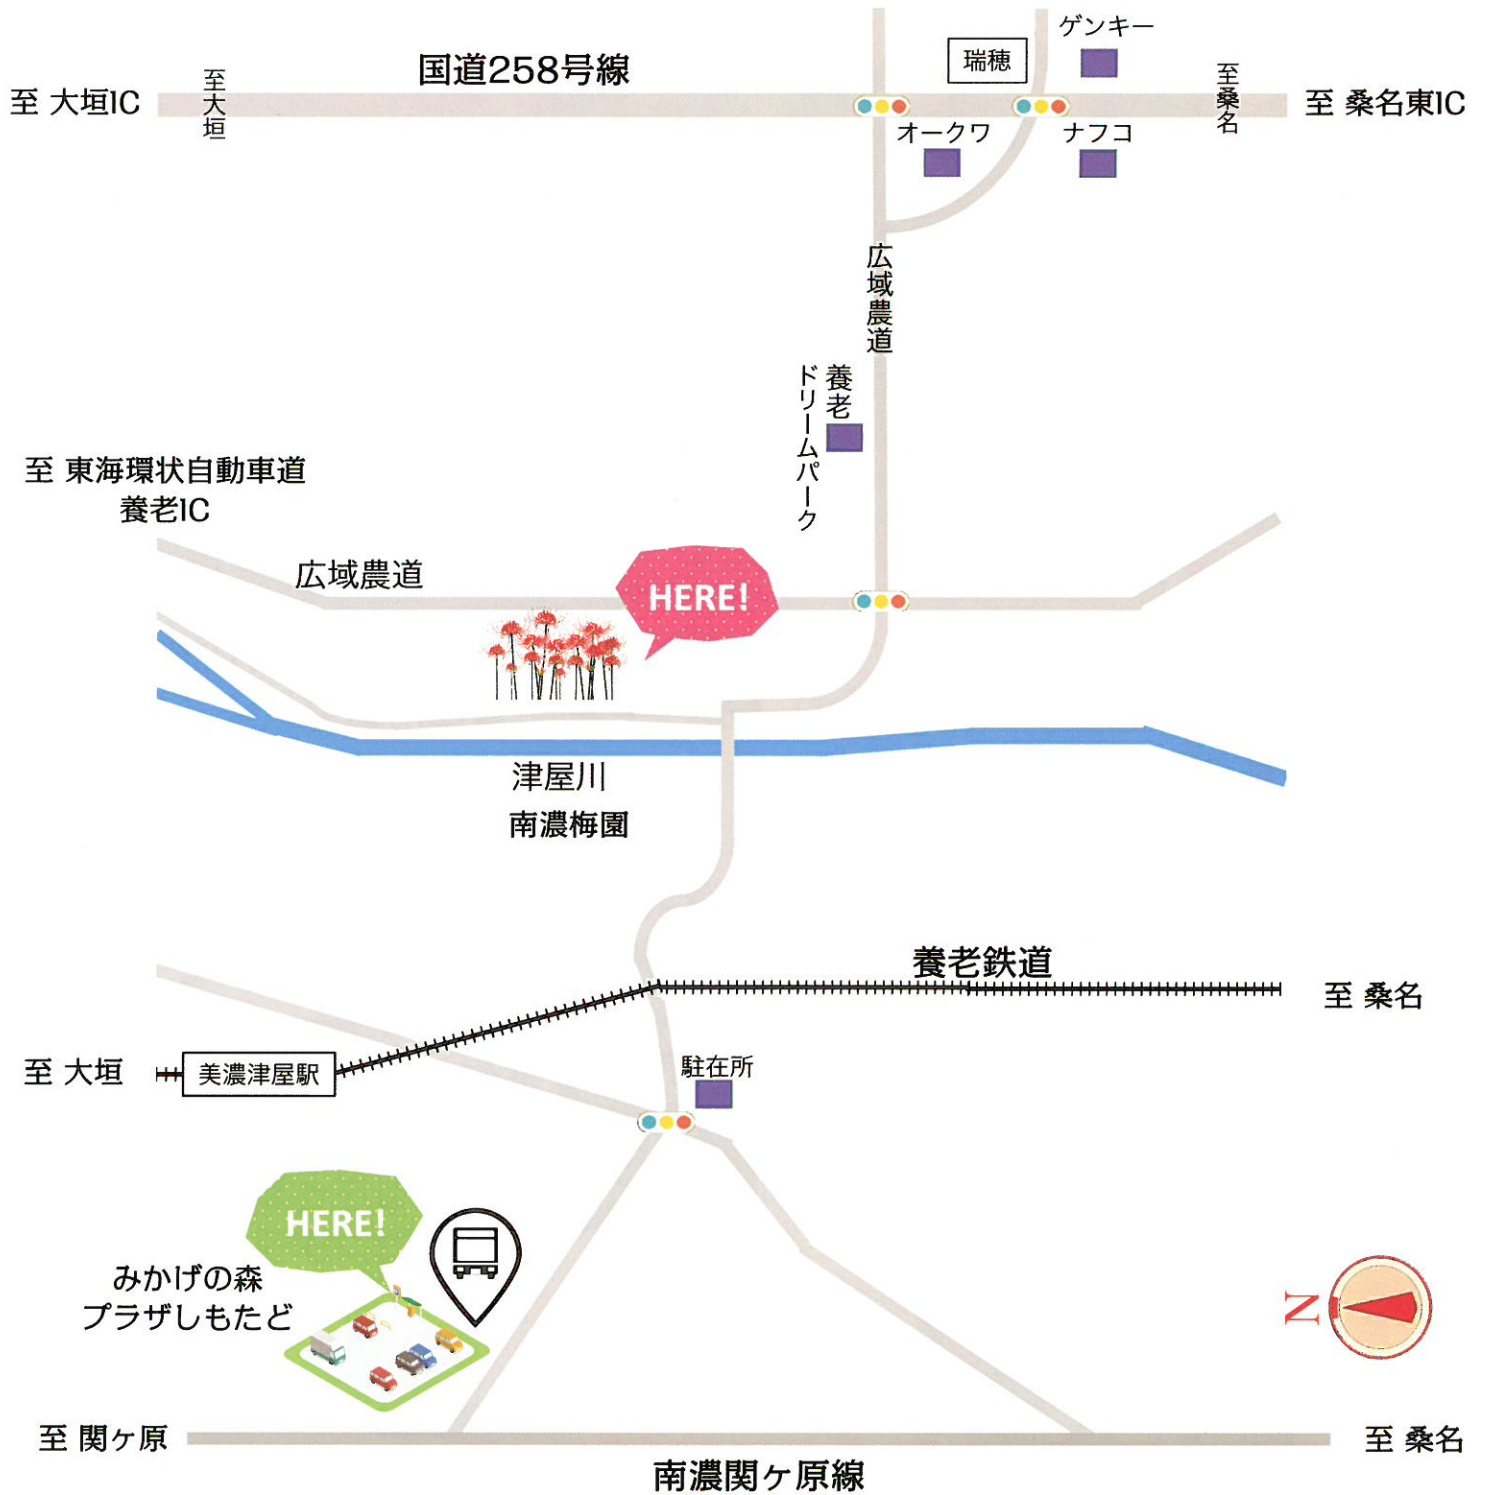 ゲンキー
瑞穂
国道258号線
至 大垣IC
至大垣
至桑名
至 桑名東IC
オークワ
ナフコ
広域農道
養老
ドリームパーク
至 東海環状自動車道
養老IC
広域農道
HERE!
津屋川
南濃梅園
養老鉄道
至 桑名
至 大垣
美濃津屋駅
駐在所
HERE!
みかげの森
プラザしもたど
N
至 関ヶ原
至 桑名
南濃関ヶ原線